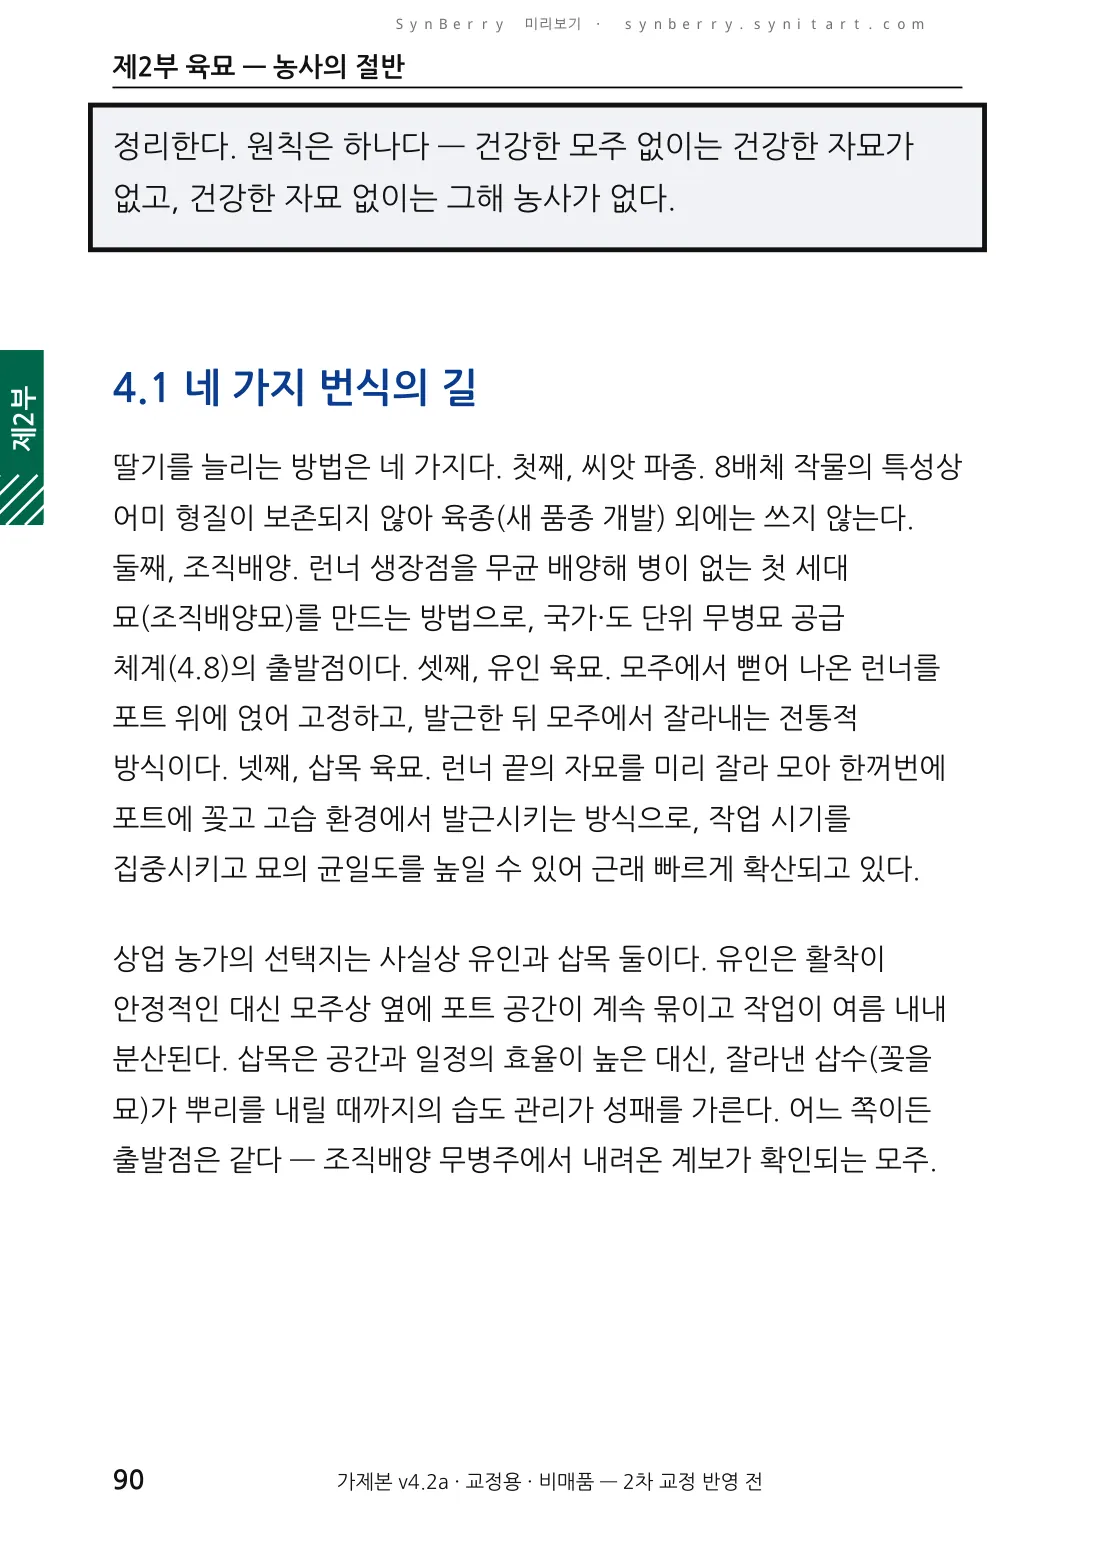 SynBerry 미리보기 · synberry.synitart.com
제2부 육묘 — 농사의 절반
정리한다. 원칙은 하나다 — 건강한 모주 없이는 건강한 자묘가
없고, 건강한 자묘 없이는 그해 농사가 없다.
제2부
4.1 네 가지 번식의 길
딸기를 늘리는 방법은 네 가지다. 첫째, 씨앗 파종. 8배체 작물의 특성상
어미 형질이 보존되지 않아 육종(새 품종 개발) 외에는 쓰지 않는다.
둘째, 조직배양. 런너 생장점을 무균 배양해 병이 없는 첫 세대
묘(조직배양묘)를 만드는 방법으로, 국가·도 단위 무병묘 공급
체계(4.8)의 출발점이다. 셋째, 유인 육묘. 모주에서 뻗어 나온 런너를
포트 위에 얹어 고정하고, 발근한 뒤 모주에서 잘라내는 전통적
방식이다. 넷째, 삽목 육묘. 런너 끝의 자묘를 미리 잘라 모아 한꺼번에
포트에 꽂고 고습 환경에서 발근시키는 방식으로, 작업 시기를
집중시키고 묘의 균일도를 높일 수 있어 근래 빠르게 확산되고 있다.
상업 농가의 선택지는 사실상 유인과 삽목 둘이다. 유인은 활착이
안정적인 대신 모주상 옆에 포트 공간이 계속 묶이고 작업이 여름 내내
분산된다. 삽목은 공간과 일정의 효율이 높은 대신, 잘라낸 삽수(꽂을
묘)가 뿌리를 내릴 때까지의 습도 관리가 성패를 가른다. 어느 쪽이든
출발점은 같다 — 조직배양 무병주에서 내려온 계보가 확인되는 모주.
90
가제본 v4.2a · 교정용 · 비매품 — 2차 교정 반영 전